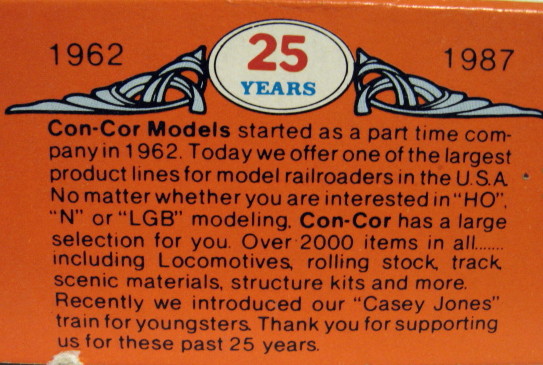 1962
25
YEARS
1987
Con-Cor Models started as a part time com-
pany in 1962. Today we offer one of the largest
product lines for model railroaders in the U.S.A.
No matter whether you are interested in "HO",
"N" or "LGB" modeling, Con-Cor has a large
selection for you. Over 2000 items in all......
including Locomotives, rolling stock, track,
scenic materials, structure kits and more.
Recently we introduced our "Casey Jones"
train for youngsters. Thank you for supporting
us for these past 25 years.